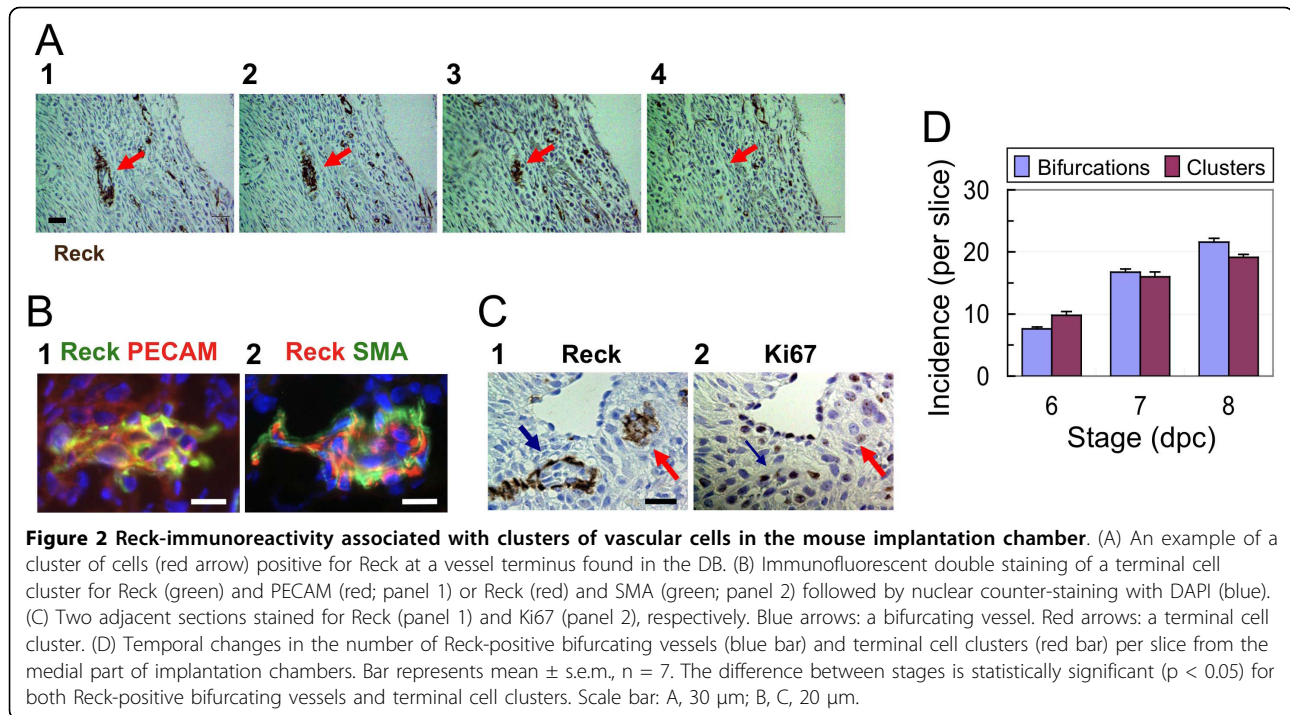 A
1 2 3 4
Reck
B
1 Reck PECAM 2 Reck SMA
C
1 Reck 2 Ki67
D
Bifurcations Clusters
Incidence (per slice)
30
20
10
0
6 7 8
Stage (dpc)
Figure 2 Reck-immunoreactivity associated with clusters of vascular cells in the mouse implantation chamber. (A) An example of a
cluster of cells (red arrow) positive for Reck at a vessel terminus found in the DB. (B) Immunofluorescent double staining of a terminal cell
cluster for Reck (green) and PECAM (red; panel 1) or Reck (red) and SMA (green; panel 2) followed by nuclear counter-staining with DAPI (blue).
(C) Two adjacent sections stained for Reck (panel 1) and Ki67 (panel 2), respectively. Blue arrows: a bifurcating vessel. Red arrows: a terminal cell
cluster. (D) Temporal changes in the number of Reck-positive bifurcating vessels (blue bar) and terminal cell clusters (red bar) per slice from the
medial part of implantation chambers. Bar represents mean ± s.e.m., n = 7. The difference between stages is statistically significant (p < 0.05) for
both Reck-positive bifurcating vessels and terminal cell clusters. Scale bar: A, 30 μm; B, C, 20 μm.